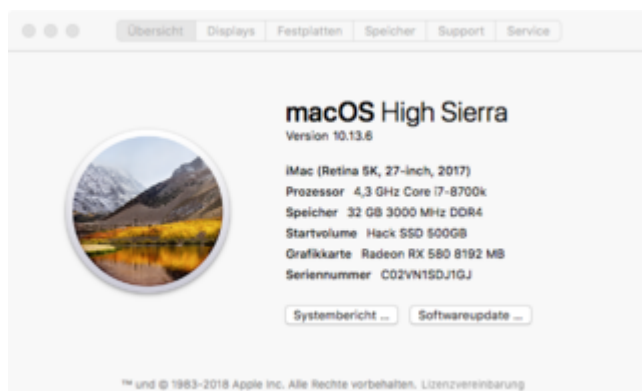 Übersicht Displays Festplatten Speicher Support Service
macOS High Sierra
Version 10.13.6
iMac (Retina 5K, 27-inch, 2017)
Prozessor 4,3 GHz Core i7-8700k
Speicher 32 GB 3000 MHz DDR4
Startvolume Hack SSD 500GB
Grafikkarte Radeon RX 580 8192 MB
Seriennummer C02VN1SDJ1GJ
Systembericht ... Softwareupdate ...
™ und © 1983-2018 Apple Inc. Alle Rechte vorbehalten. Lizenzvereinbarung